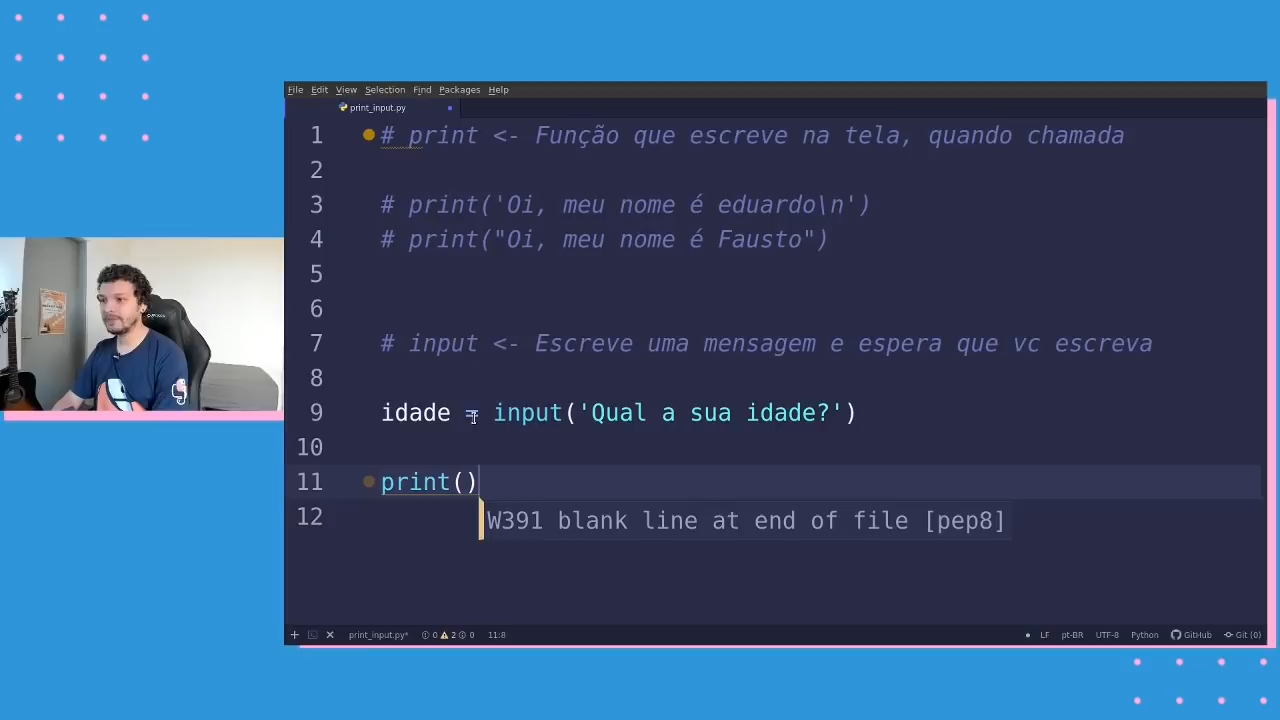 File Edit View Selection Find Packages Help
print_input.py
1 # print <- Função que escreve na tela, quando chamada
2
3 # print('Oi, meu nome é eduardo\n')
4 # print("Oi, meu nome é Fausto")
5
6
7 # input <- Escreve uma mensagem e espera que vc escreva
8
9 idade = input('Qual a sua idade?')
10
11 print()
12
W391 blank line at end of file [pep8]
print_input.py* 0 2 0 11:8 LF pt-BR UTF-8 Python GitHub Git (0)